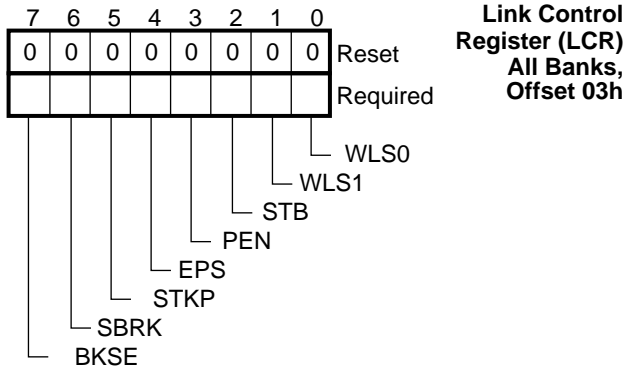 7 6 5 4 3 2 1 0
0 0 0 0 0 0 0 0 Reset
Required
Link Control
Register (LCR)
All Banks,
Offset 03h
WLS0
WLS1
STB
PEN
EPS
STKP
SBRK
BKSE